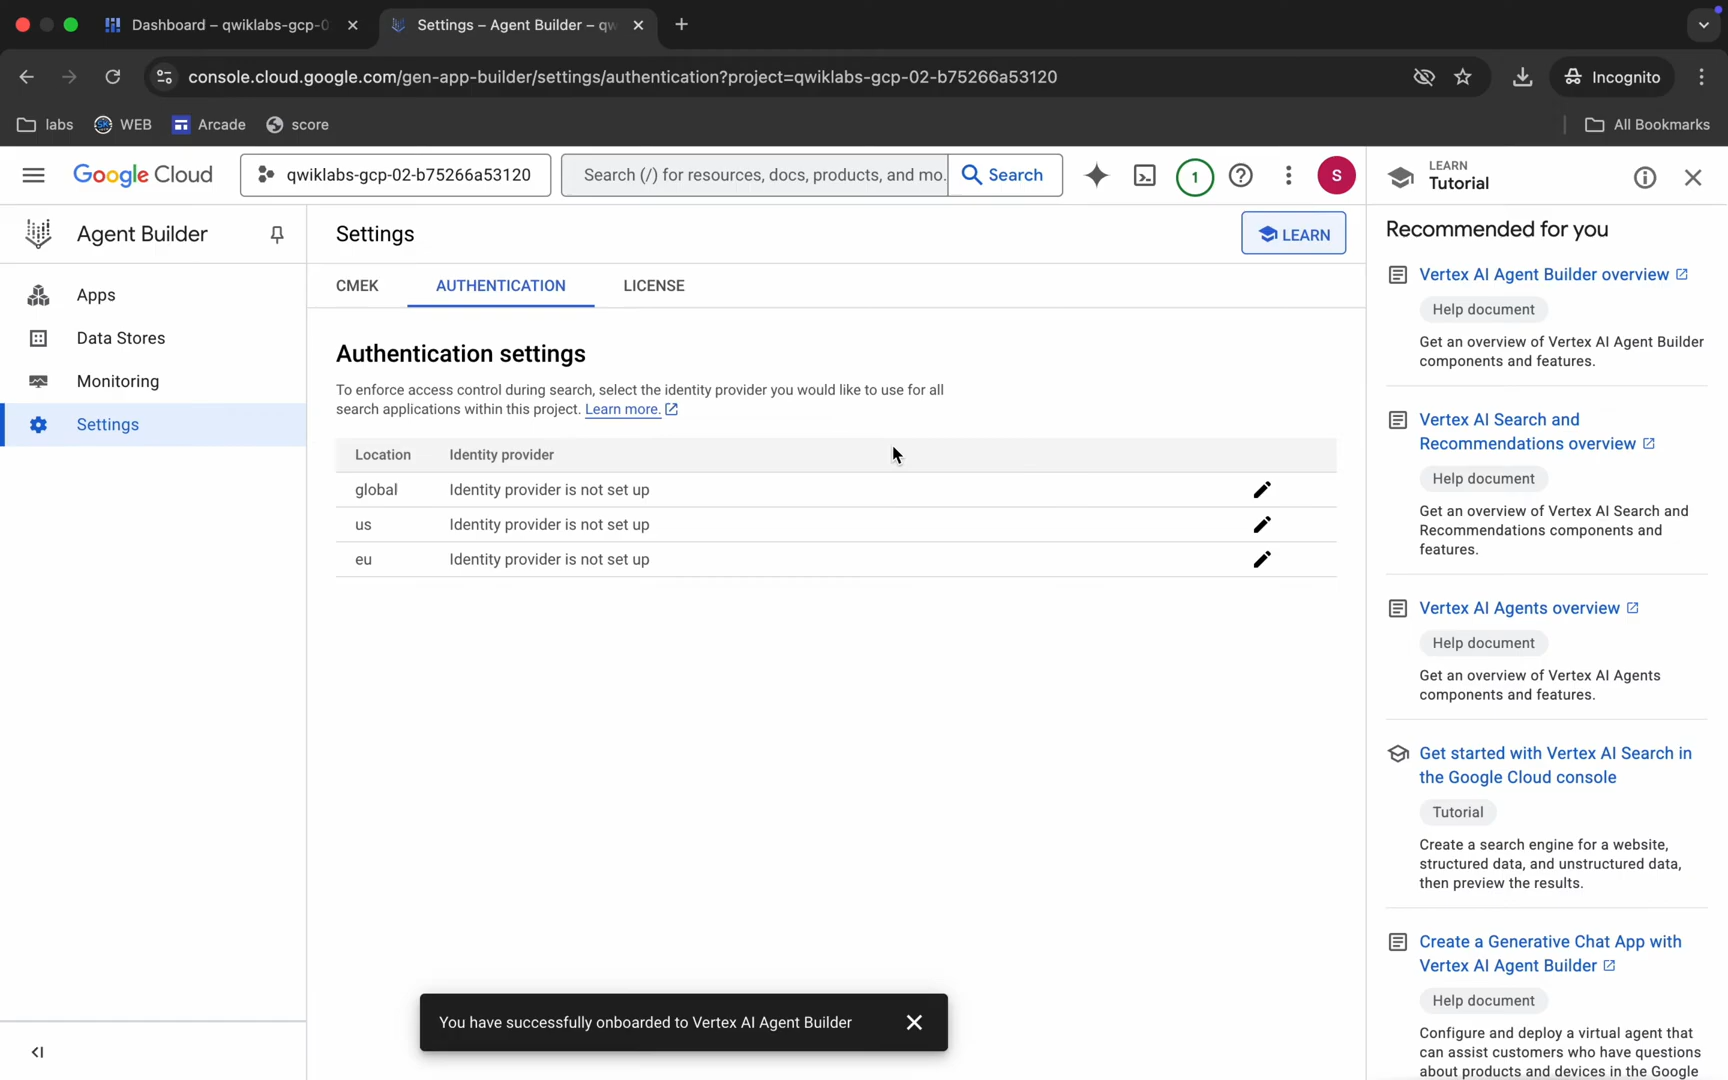 Dashboard – qwiklabs-gcp-0
Settings – Agent Builder – qw
console.cloud.google.com/gen-app-builder/settings/authentication?project=qwiklabs-gcp-02-b75266a53120
Incognito
labs
WEB
Arcade
score
All Bookmarks
Google Cloud
qwiklabs-gcp-02-b75266a53120
Search (/) for resources, docs, products, and mo.
Search
1
S
LEARN
Tutorial
Agent Builder
Settings
LEARN
Apps
Data Stores
Monitoring
Settings
CMEK
AUTHENTICATION
LICENSE
Authentication settings
To enforce access control during search, select the identity provider you would like to use for all
search applications within this project. Learn more.
Location Identity provider
global Identity provider is not set up
us Identity provider is not set up
eu Identity provider is not set up
You have successfully onboarded to Vertex AI Agent Builder
Recommended for you
Vertex AI Agent Builder overview
Help document
Get an overview of Vertex AI Agent Builder
components and features.
Vertex AI Search and
Recommendations overview
Help document
Get an overview of Vertex AI Search and
Recommendations components and
features.
Vertex AI Agents overview
Help document
Get an overview of Vertex AI Agents
components and features.
Get started with Vertex AI Search in
the Google Cloud console
Tutorial
Create a search engine for a website,
structured data, and unstructured data,
then preview the results.
Create a Generative Chat App with
Vertex AI Agent Builder
Help document
Configure and deploy a virtual agent that
can assist customers who have questions
about products and devices in the Google